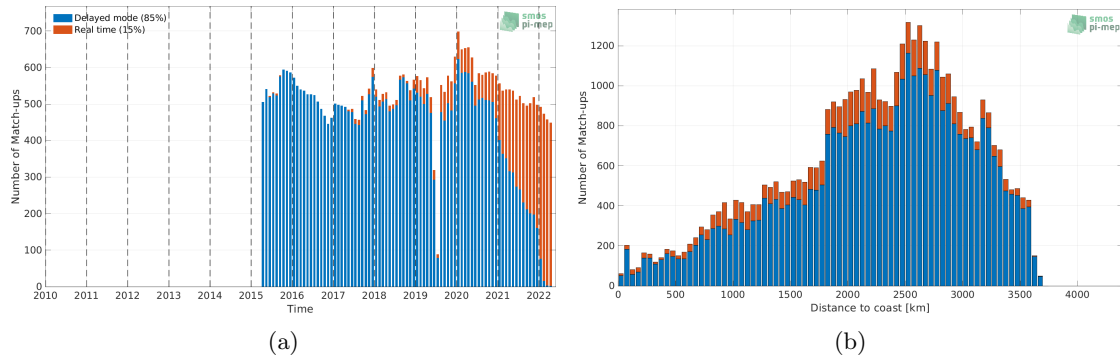 Delayed mode (85%)
Real time (15%)
smos
pi-mep
Number of Match-ups
700
600
500
400
300
200
100
0
2010 2011 2012 2013 2014 2015 2016 2017 2018 2019 2020 2021 2022
Time
(a)
smos
pi-mep
Number of Match-ups
1200
1000
800
600
400
200
0
0 500 1000 1500 2000 2500 3000 3500 4000
Distance to coast [km]
(b)